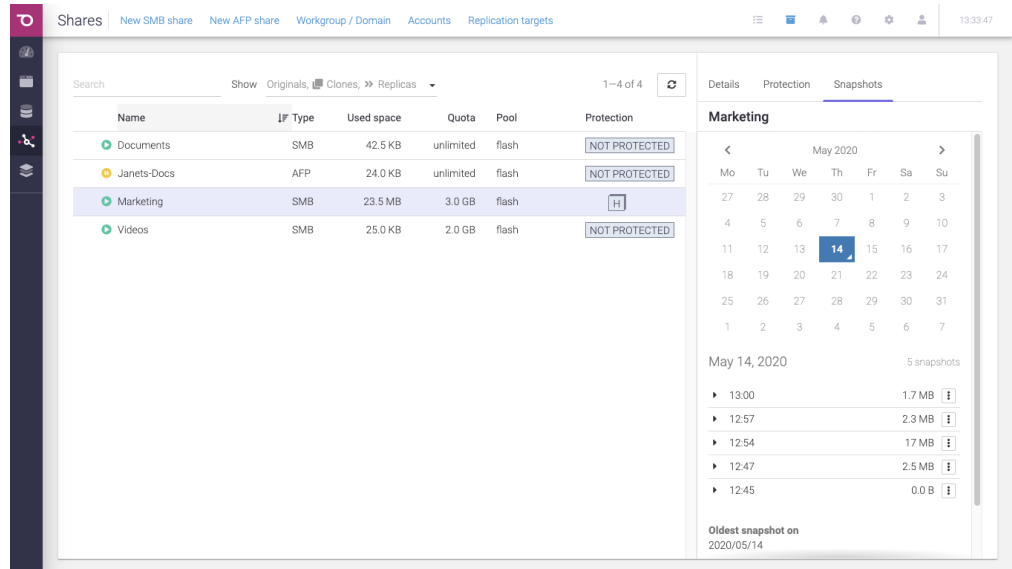 Shares New SMB share New AFP share Workgroup / Domain Accounts Replication targets 13:33:47
Search Show Originals, Clones, Replicas 1—4 of 4
Name Type Used space Quota Pool Protection
Documents SMB 42.5 KB unlimited flash NOT PROTECTED
Janets-Docs AFP 24.0 KB unlimited flash NOT PROTECTED
Marketing SMB 23.5 MB 3.0 GB flash H
Videos SMB 25.0 KB 2.0 GB flash NOT PROTECTED
Details Protection Snapshots
Marketing
May 2020
Mo Tu We Th Fr Sa Su
27 28 29 30 1 2 3
4 5 6 7 8 9 10
11 12 13 14 15 16 17
18 19 20 21 22 23 24
25 26 27 28 29 30 31
1 2 3 4 5 6 7
May 14, 2020 5 snapshots
13:00 1.7 MB
12:57 2.3 MB
12:54 17 MB
12:47 2.5 MB
12:45 0.0 B
Oldest snapshot on
2020/05/14